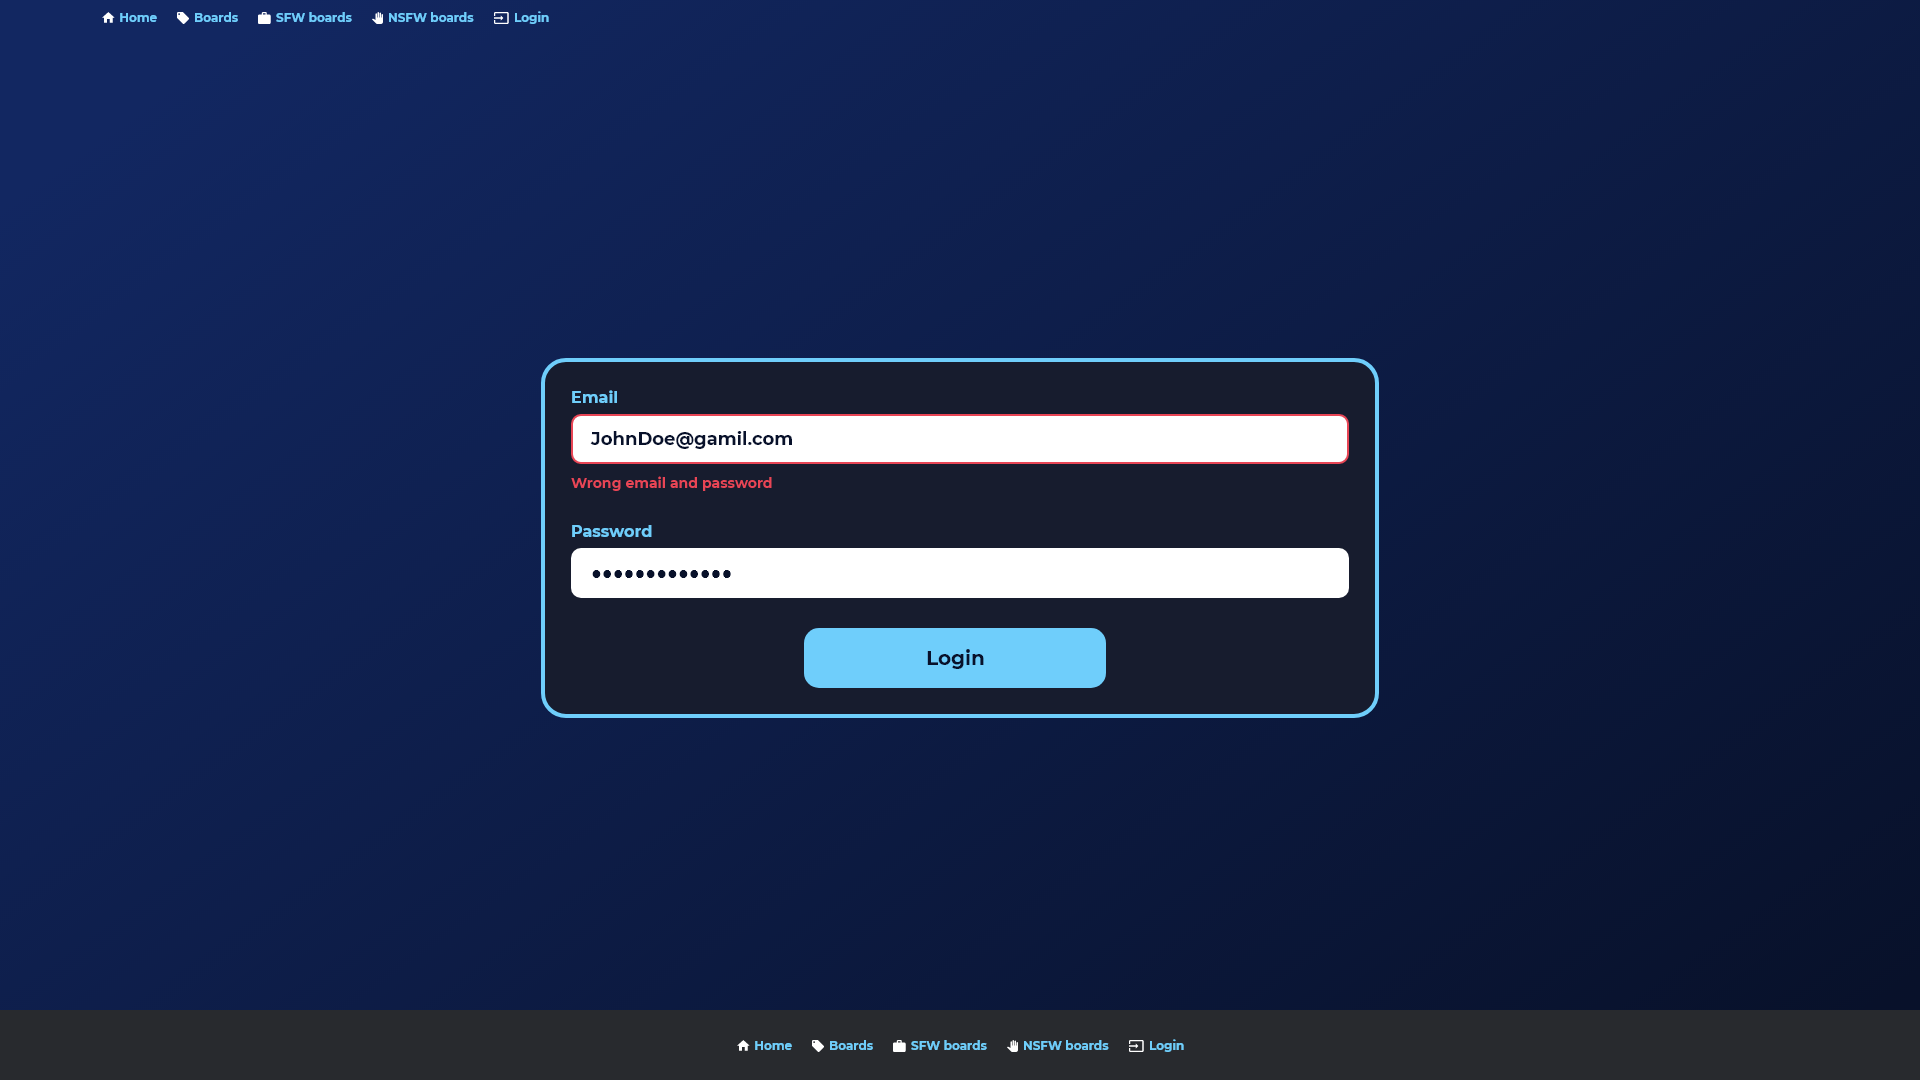 Home Boards SFW boards NSFW boards Login
Email
JohnDoe@gamil.com
Wrong email and password
Password
•••••••••••••
Login
Home Boards SFW boards NSFW boards Login